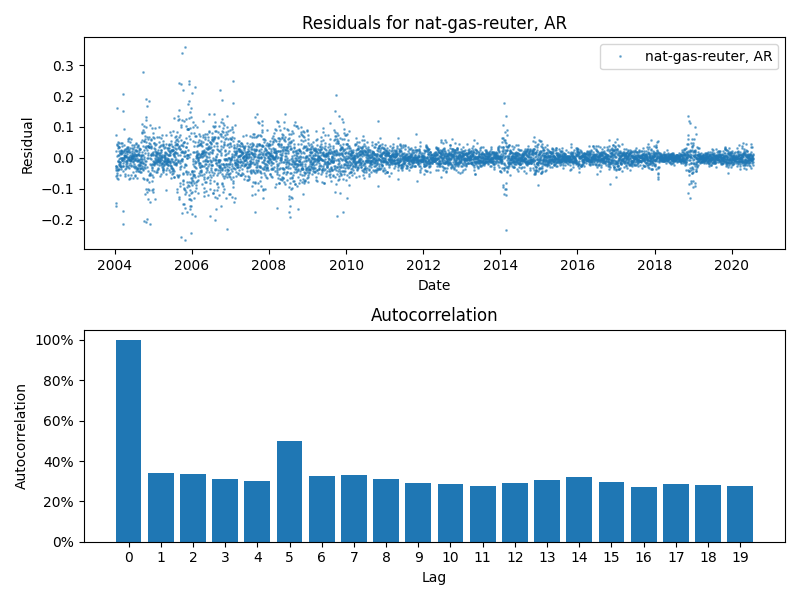 Residuals for nat-gas-reuter, AR
nat-gas-reuter, AR
0.3
0.2
0.1
0.0
−0.1
−0.2
Residual
2004 2006 2008 2010 2012 2014 2016 2018 2020
Date
Autocorrelation
100%
80%
60%
40%
20%
0%
Autocorrelation
0 1 2 3 4 5 6 7 8 9 10 11 12 13 14 15 16 17 18 19
Lag